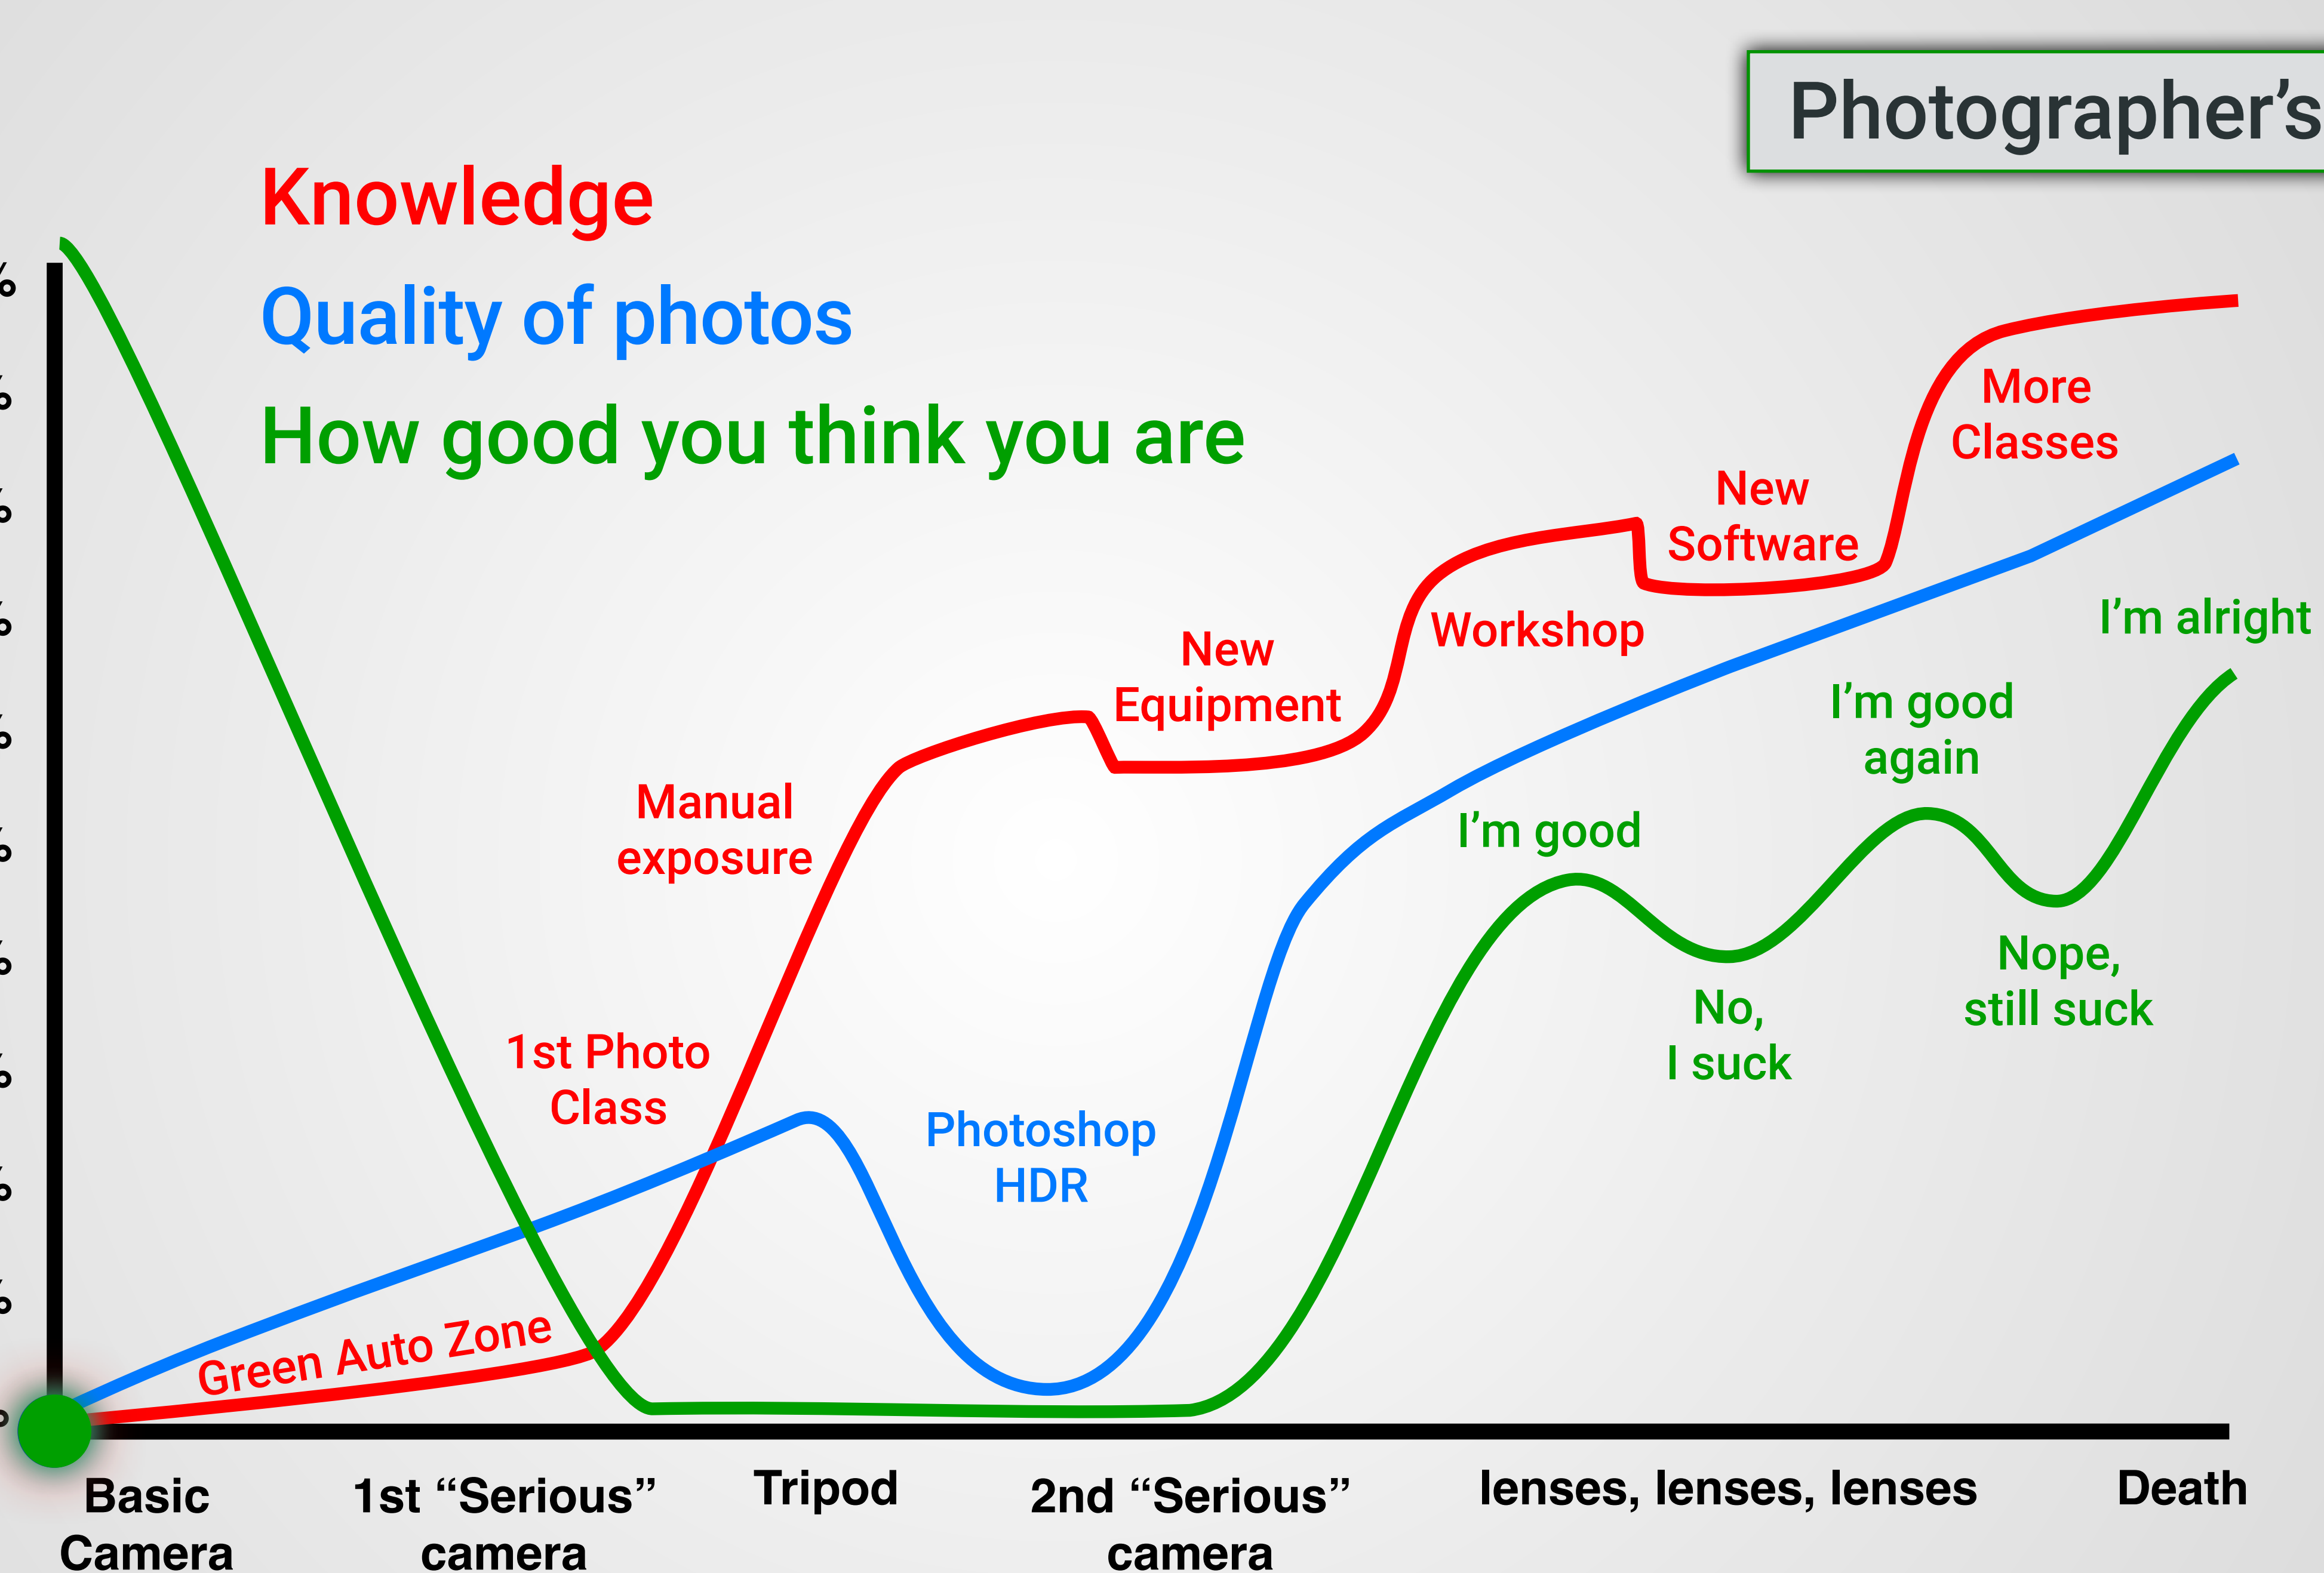 Photographer’s
Knowledge
Quality of photos
How good you think you are
%
%
%
%
%
%
%
%
%
%
%
More
Classes
New
Software
I’m alright
Workshop
New
Equipment
I’m good
again
Manual
exposure
I’m good
Nope,
still suck
No,
I suck
1st Photo
Class
Photoshop
HDR
Green Auto Zone
Basic
Camera
1st “Serious”
camera
Tripod
2nd “Serious”
camera
lenses, lenses, lenses
Death